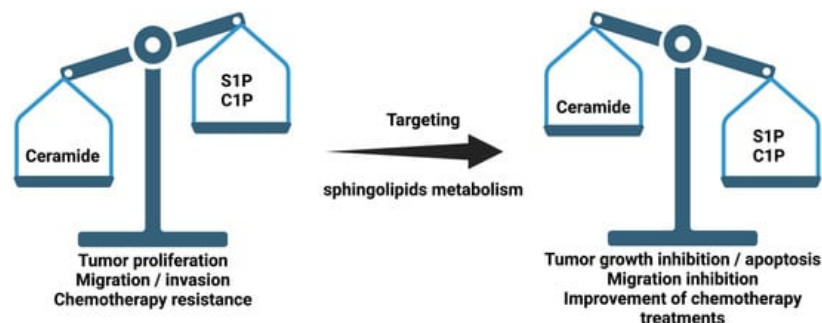 S1P
C1P
Ceramide
Tumor proliferation
Migration / invasion
Chemotherapy resistance
Targeting
sphingolipids metabolism
Ceramide
S1P
C1P
Tumor growth inhibition / apoptosis
Migration inhibition
Improvement of chemotherapy
treatments